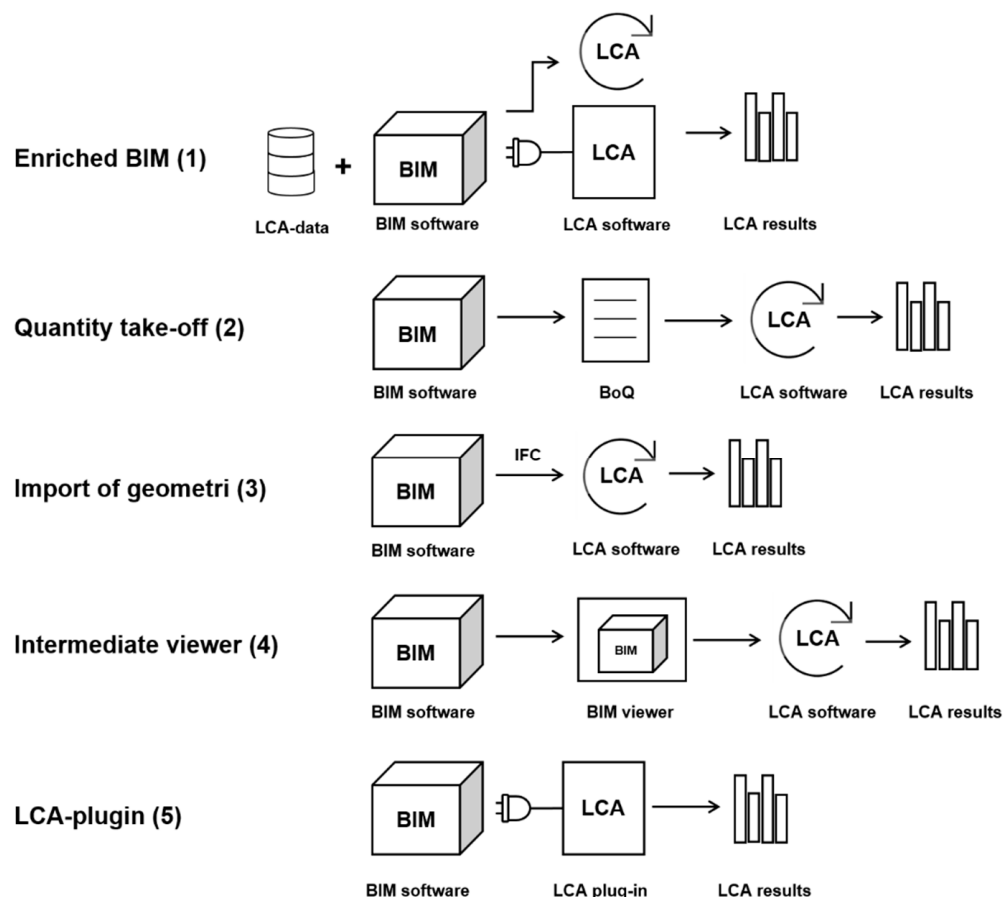 LCA
Enriched BIM (1)
+
BIM
LCA
LCA-data
BIM software
LCA software
LCA results
Quantity take-off (2)
BIM
LCA
BIM software
BoQ
LCA software
LCA results
IFC
Import of geometri (3)
BIM
LCA
BIM software
LCA software
LCA results
Intermediate viewer (4)
BIM
BIM
LCA
BIM software
BIM viewer
LCA software
LCA results
LCA-plugin (5)
BIM
LCA
BIM software
LCA plug-in
LCA results